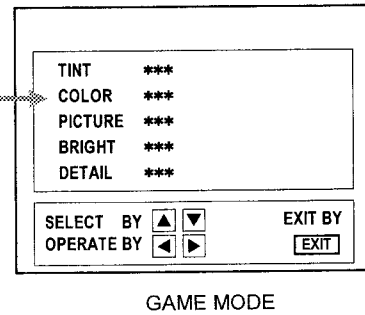 TINT ***
COLOR ***
PICTURE ***
BRIGHT ***
DETAIL ***
SELECT BY ▲ ▼ EXIT BY
OPERATE BY ◀ ▶ EXIT
GAME MODE